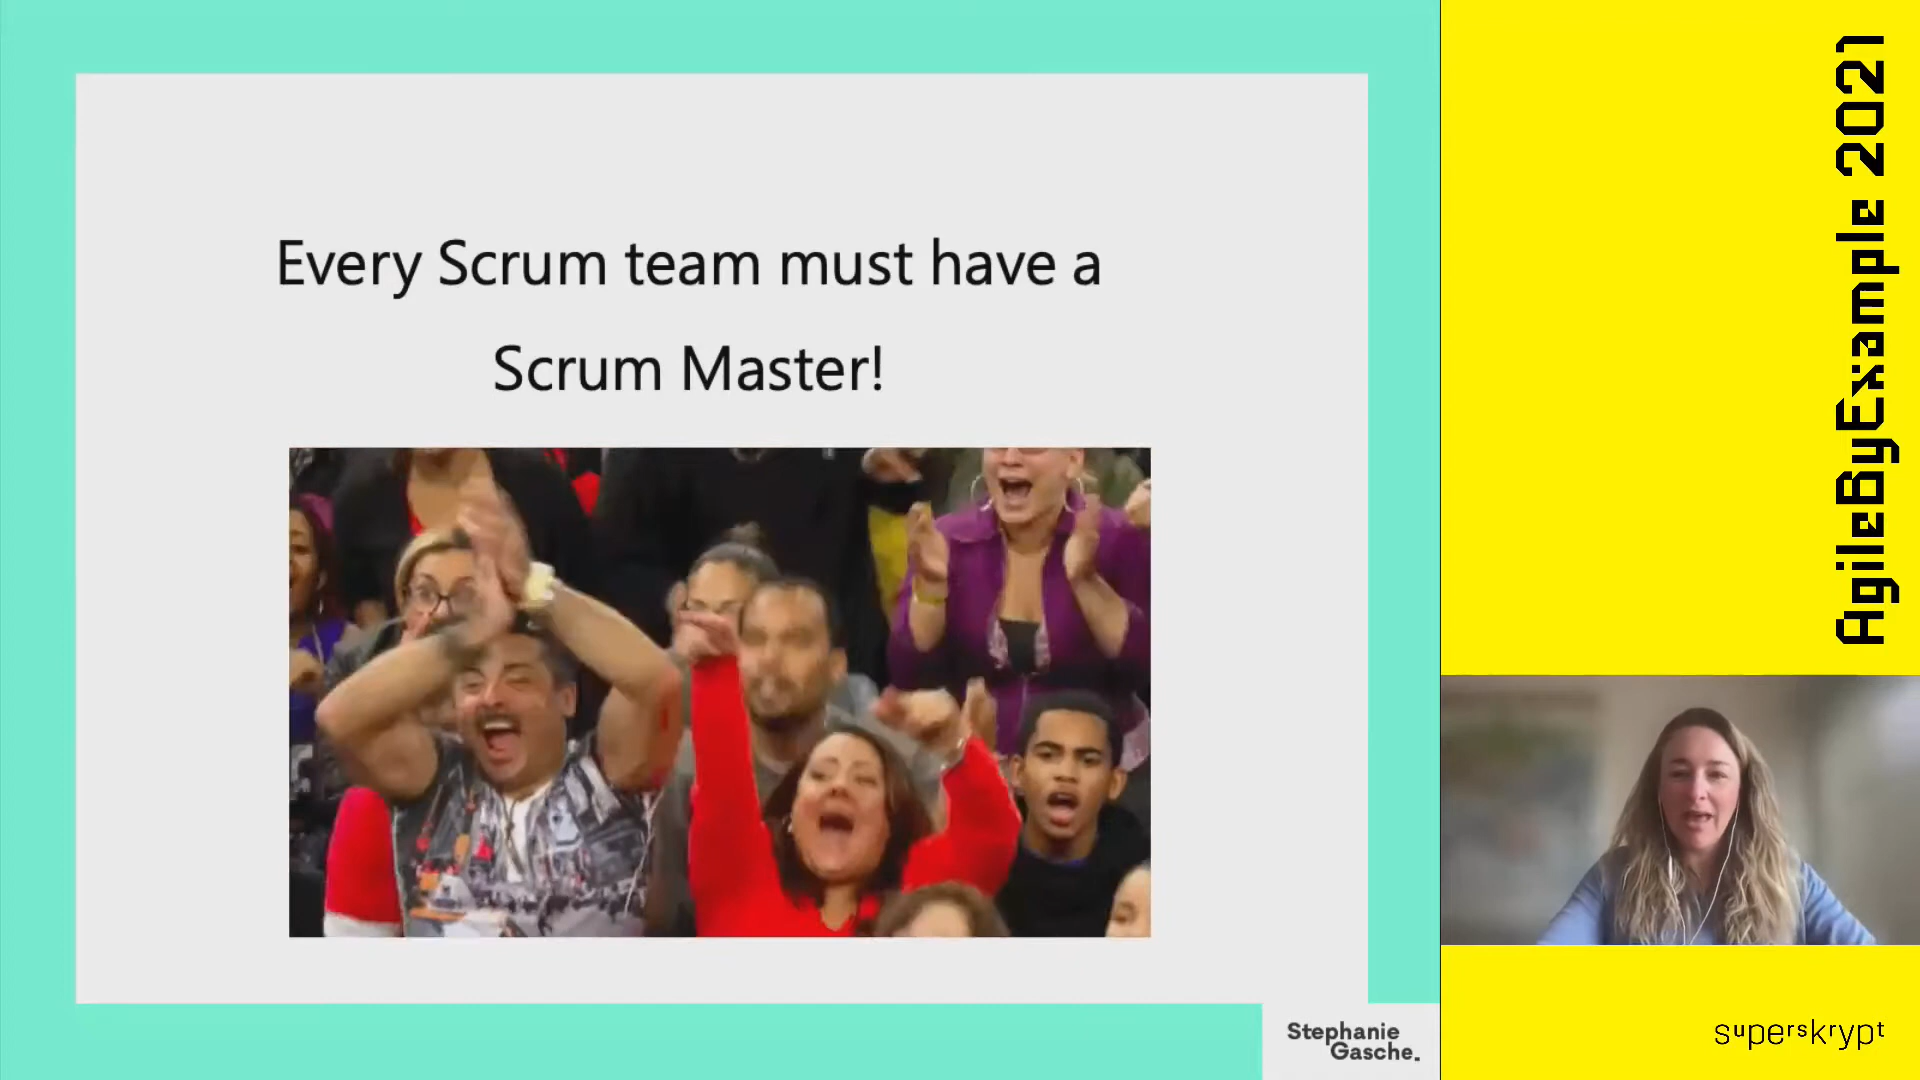 Every Scrum team must have a
Scrum Master!
Stephanie
Gasche.
AgileByExample 2021
superskrypt